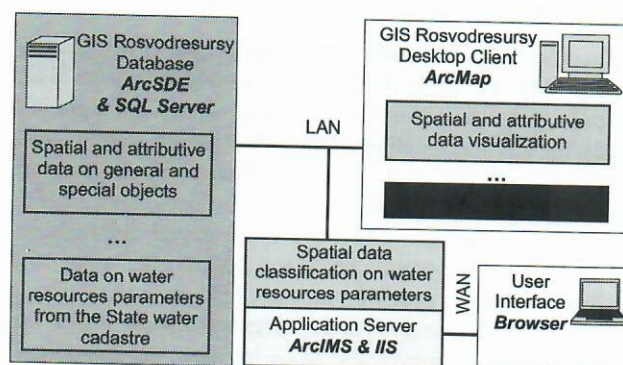 GIS Rosvodresursy
Database
ArcSDE
& SQL Server
Spatial and attributive
data on general and
special objects
...
Data on water
resources parameters
from the State water
cadastre
LAN
GIS Rosvodresursy
Desktop Client
ArcMap
Spatial and attributive
data visualization
...
Spatial data
classification on water
resources parameters
Application Server
ArcIMS & IIS
WAN
User
Interface
Browser